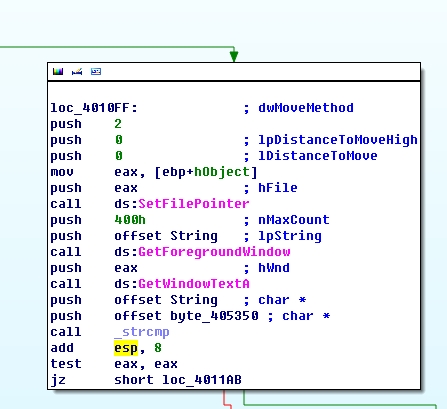 loc_4010FF: ; dwMoveMethod
push 2
push 0 ; lpDistanceToMoveHigh
push 0 ; lDistanceToMove
mov eax, [ebp+hObject]
push eax ; hFile
call ds:SetFilePointer
push 400h ; nMaxCount
push offset String ; lpString
call ds:GetForegroundWindow
push eax ; hWnd
call ds:GetWindowTextA
push offset String ; char *
push offset byte_405350 ; char *
call _strcmp
add esp, 8
test eax, eax
jz short loc_4011AB